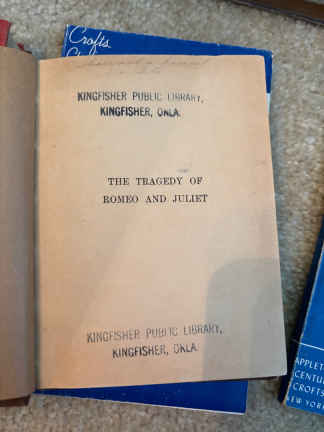 Crofts
KINGFISHER PUBLIC LIBRARY,
KINGFISHER, OKLA.
THE TRAGEDY OF
ROMEO AND JULIET
KINGFISHER PUBLIC LIBRARY,
KINGFISHER, OKLA.
APPLET
CENTUR
CROFTS
NEW YORK